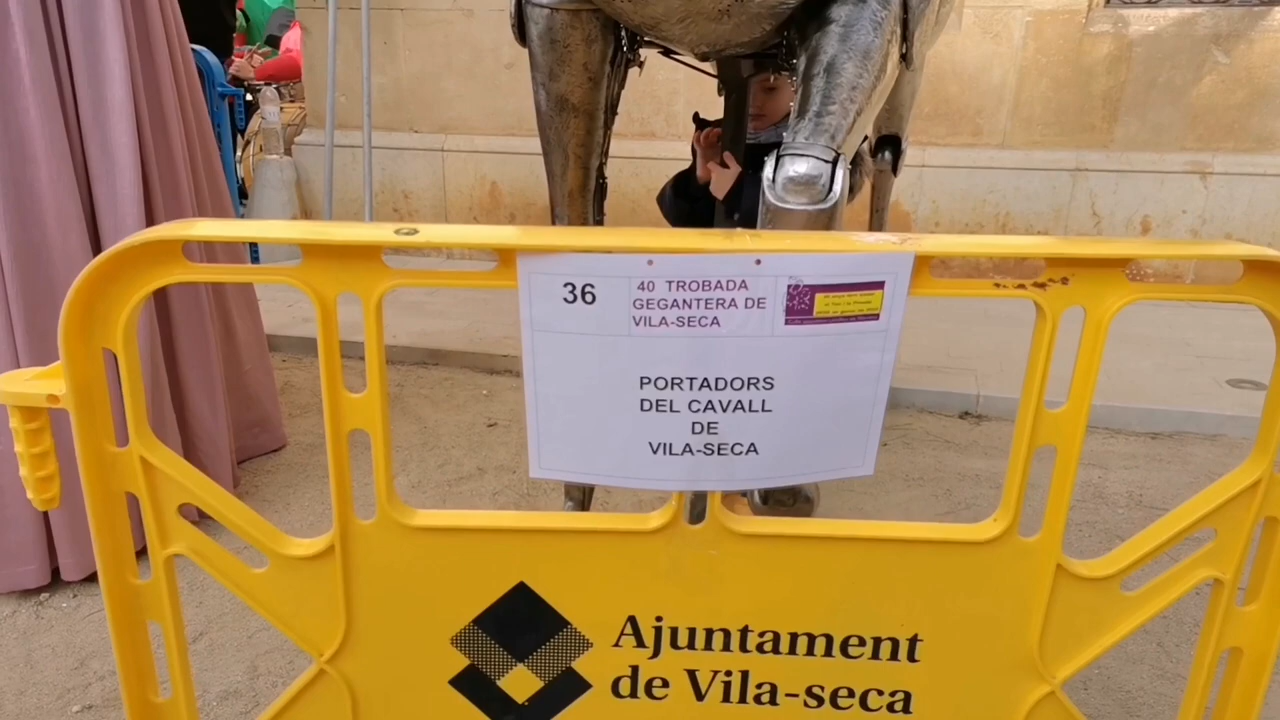 36
40 TROBADA
GEGANTERA DE
VILA-SECA
PORTADORS
DEL CAVALL
DE
VILA-SECA
Ajuntament
de Vila-seca